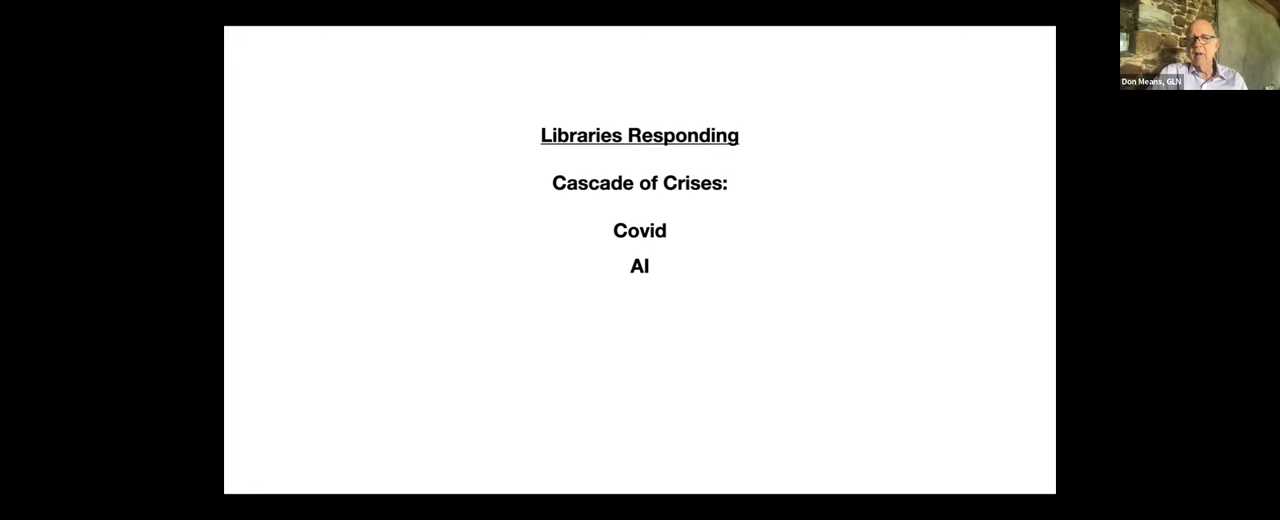 Libraries Responding
Cascade of Crises:
Covid
AI
Don Means, GLN